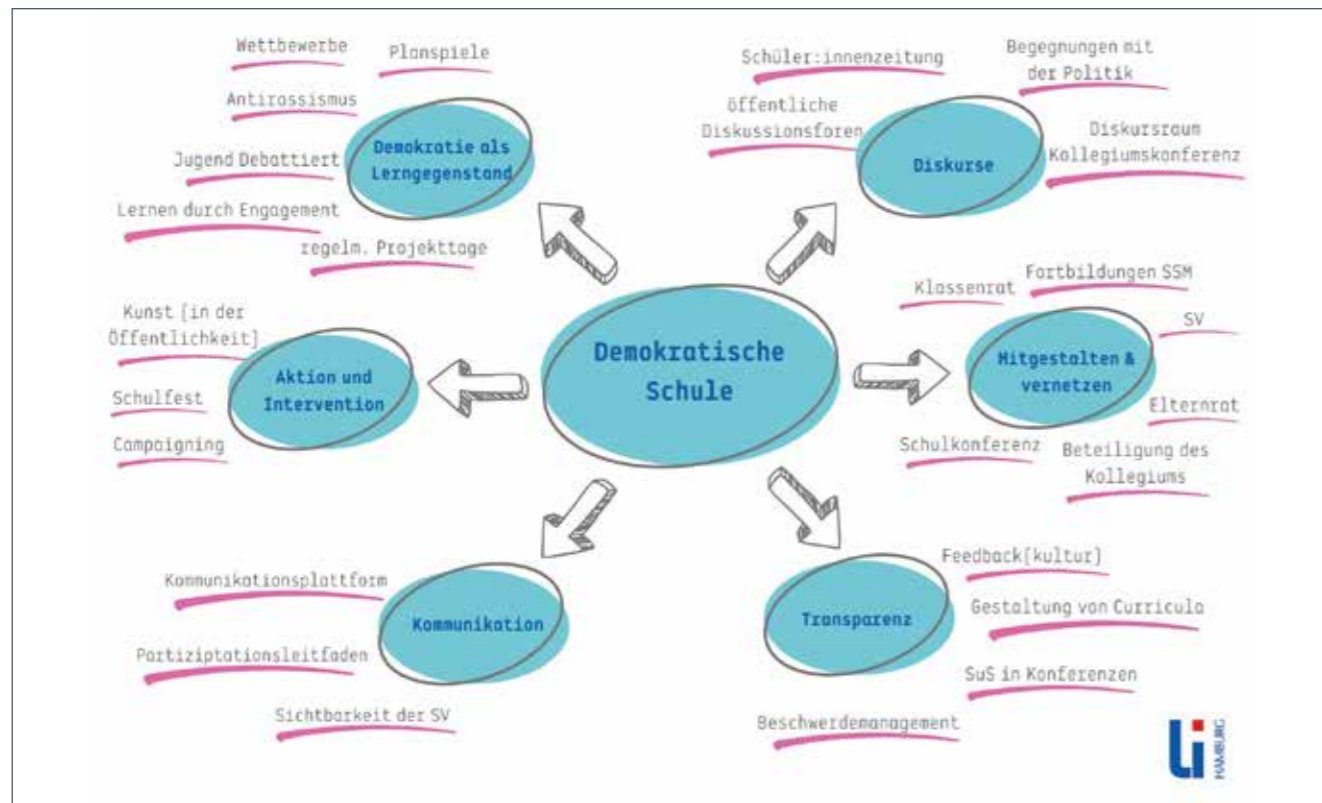 Wettbewerbe
Planspiele
Antirassismus
Jugend Debattiert
Lernen durch Engagement
regelm. Projekttage
Demokratie als
Lerngegenstand
Schüler:innenzeitung
Begegnungen mit
der Politik
öffentliche
Diskussionsforen
Diskursraum
Kollegiumskonferenz
Diskurse
Kunst [in der
Öffentlichkeit]
Schulfest
Campaigning
Aktion und
Intervention
Demokratische
Schule
Klassenrat
Fortbildungen SSM
SV
Mitgestalten &
vernetzen
Elternrat
Schulkonferenz
Beteiligung des
Kollegiums
Kommunikationsplattform
Partiziptationsleitfaden
Sichtbarkeit der SV
Kommunikation
Transparenz
Feedback[kultur]
Gestaltung von Curricula
SuS in Konferenzen
Beschwerdemanagement
Li
HAMBURG